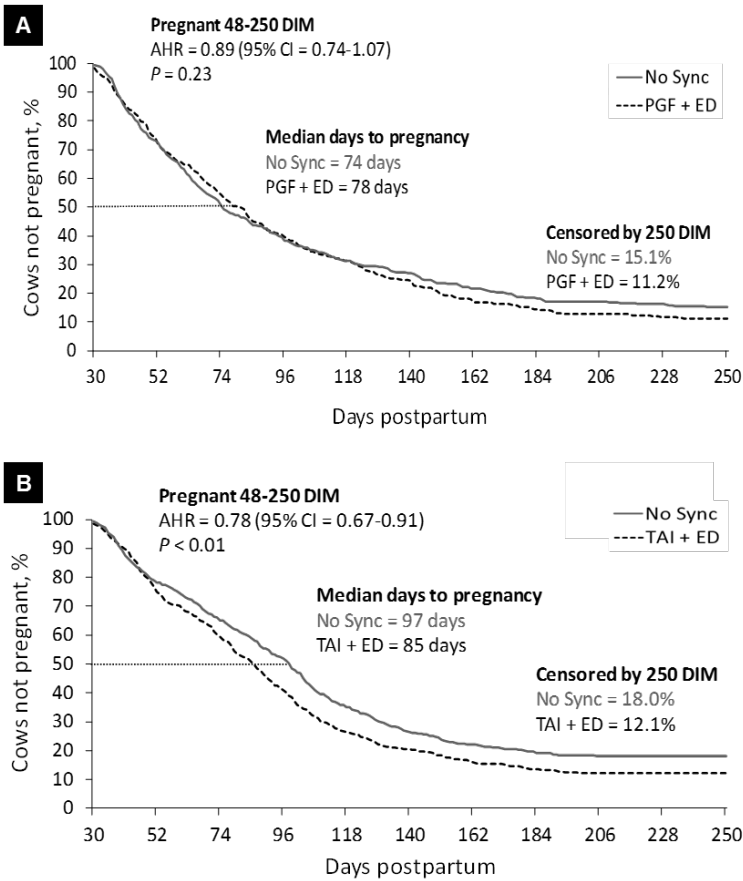 A
Pregnant 48-250 DIM
AHR = 0.89 (95% CI = 0.74-1.07)
P = 0.23
No Sync
PGF + ED
Median days to pregnancy
No Sync = 74 days
PGF + ED = 78 days
Censored by 250 DIM
No Sync = 15.1%
PGF + ED = 11.2%
Cows not pregnant, %
100
90
80
70
60
50
40
30
20
10
0
30 52 74 96 118 140 162 184 206 228 250
Days postpartum
B
Pregnant 48-250 DIM
AHR = 0.78 (95% CI = 0.67-0.91)
P < 0.01
No Sync
TAI + ED
Median days to pregnancy
No Sync = 97 days
TAI + ED = 85 days
Censored by 250 DIM
No Sync = 18.0%
TAI + ED = 12.1%
Cows not pregnant, %
100
90
80
70
60
50
40
30
20
10
0
30 52 74 96 118 140 162 184 206 228 250
Days postpartum